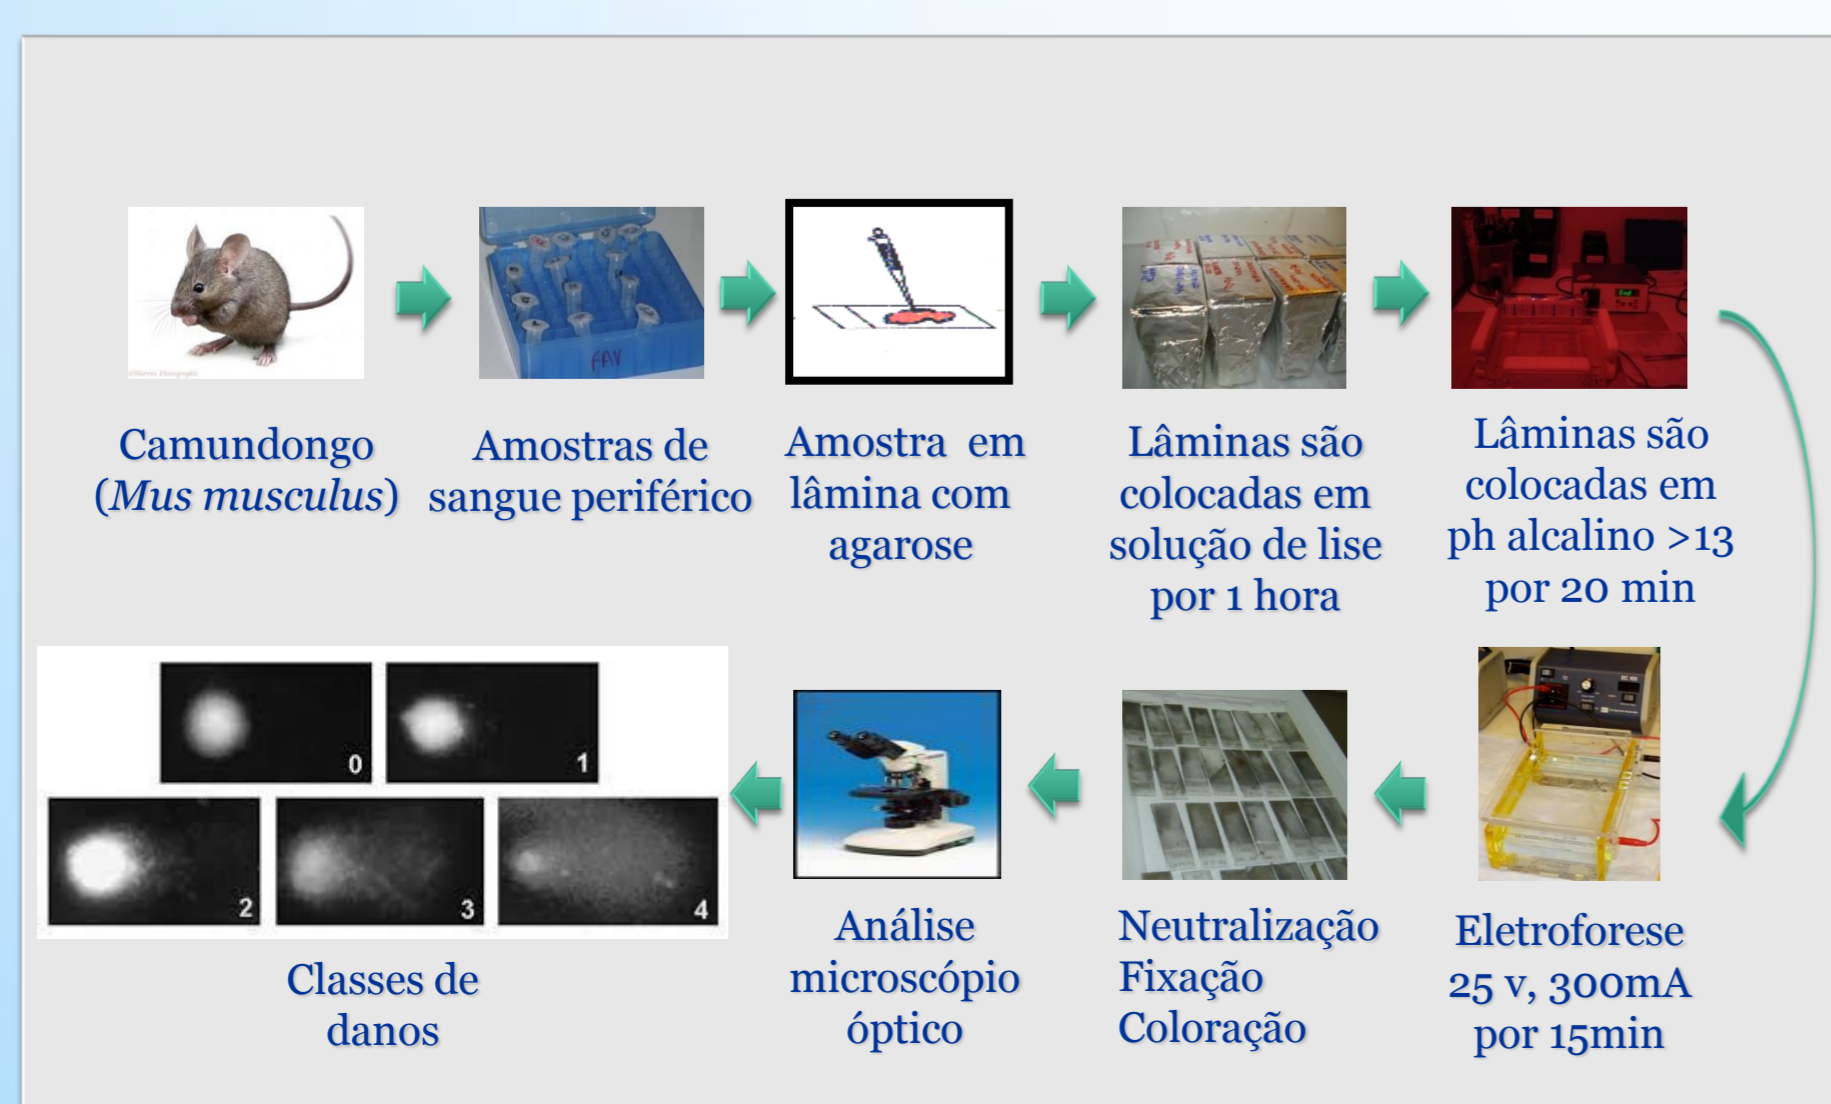 Camundongo
(Mus musculus)
Amostras de
sangue periférico
FAV
Amostra em
lâmina com
agarose
Lâminas são
colocadas em
solução de lise
por 1 hora
Lâminas são
colocadas em
ph alcalino >13
por 20 min
0
1
2
3
4
Classes de
danos
Análise
microscópio
óptico
Neutralização
Fixação
Coloração
Eletroforese
25 v, 300mA
por 15min